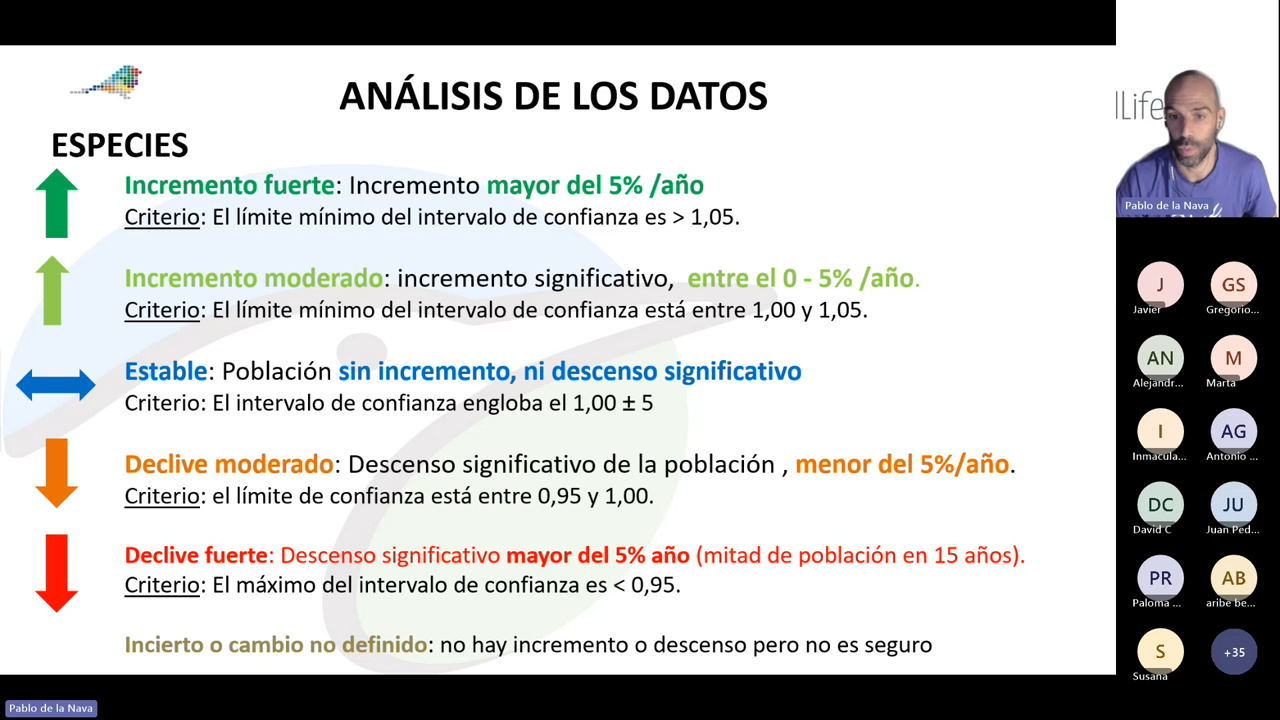 ANÁLISIS DE LOS DATOS
ESPECIES
Incremento fuerte: Incremento mayor del 5% /año
Criterio: El límite mínimo del intervalo de confianza es > 1,05.
Incremento moderado: incremento significativo, entre el 0 - 5% /año.
Criterio: El límite mínimo del intervalo de confianza está entre 1,00 y 1,05.
Estable: Población sin incremento, ni descenso significativo
Criterio: El intervalo de confianza engloba el 1,00 ± 5
Declive moderado: Descenso significativo de la población , menor del 5%/año.
Criterio: el límite de confianza está entre 0,95 y 1,00.
Declive fuerte: Descenso significativo mayor del 5% año (mitad de población en 15 años).
Criterio: El máximo del intervalo de confianza es < 0,95.
Incierto o cambio no definido: no hay incremento o descenso pero no es seguro
Life
Pablo de la Nava
J
Javier
GS
Gregorio...
AN
Alejandr...
M
Marta
I
Inmacula...
AG
Antonio ...
DC
David C
JU
Juan Ped...
PR
Paloma ...
AB
aribe be...
S
Susana
+35
Pablo de la Nava